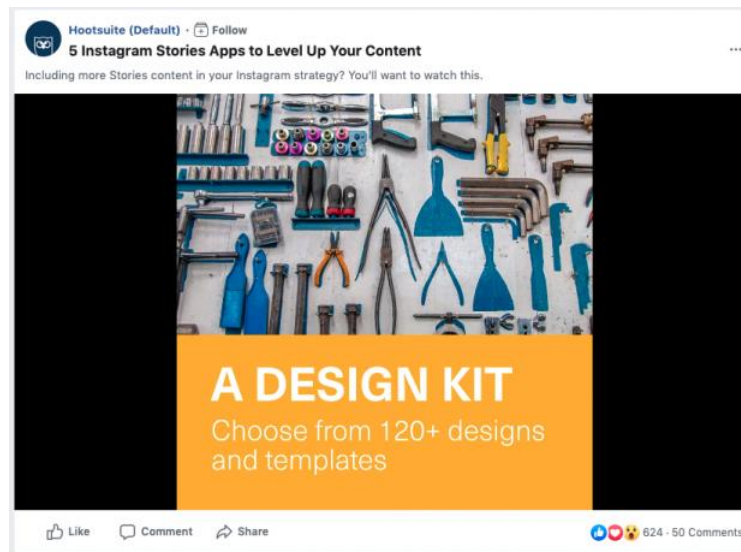 Hootsuite (Default) · Follow
5 Instagram Stories Apps to Level Up Your Content
Including more Stories content in your Instagram strategy? You'll want to watch this.
A DESIGN KIT
Choose from 120+ designs
and templates
Like Comment Share 624 · 50 Comments